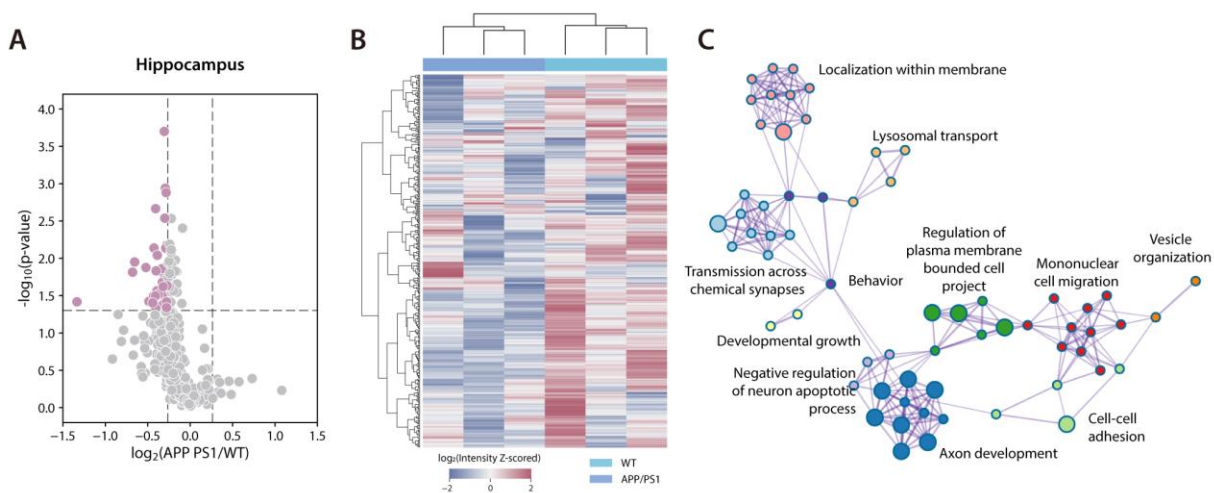 A
Hippocampus
4.0
3.5
3.0
2.5
2.0
1.5
1.0
0.5
0.0
-log10(p-value)
−1.5
−1.0
−0.5
0.0
0.5
1.0
1.5
log2(APP PS1/WT)
B
log2(Intensity Z-scored)
−2
0
2
WT
APP/PS1
C
Localization within membrane
Lysosomal transport
Transmission across
chemical synapses
Behavior
Regulation of
plasma membrane
bounded cell
project
Mononuclear
cell migration
Vesicle
organization
Developmental growth
Negative regulation
of neuron apoptotic
process
Axon development
Cell-cell
adhesion